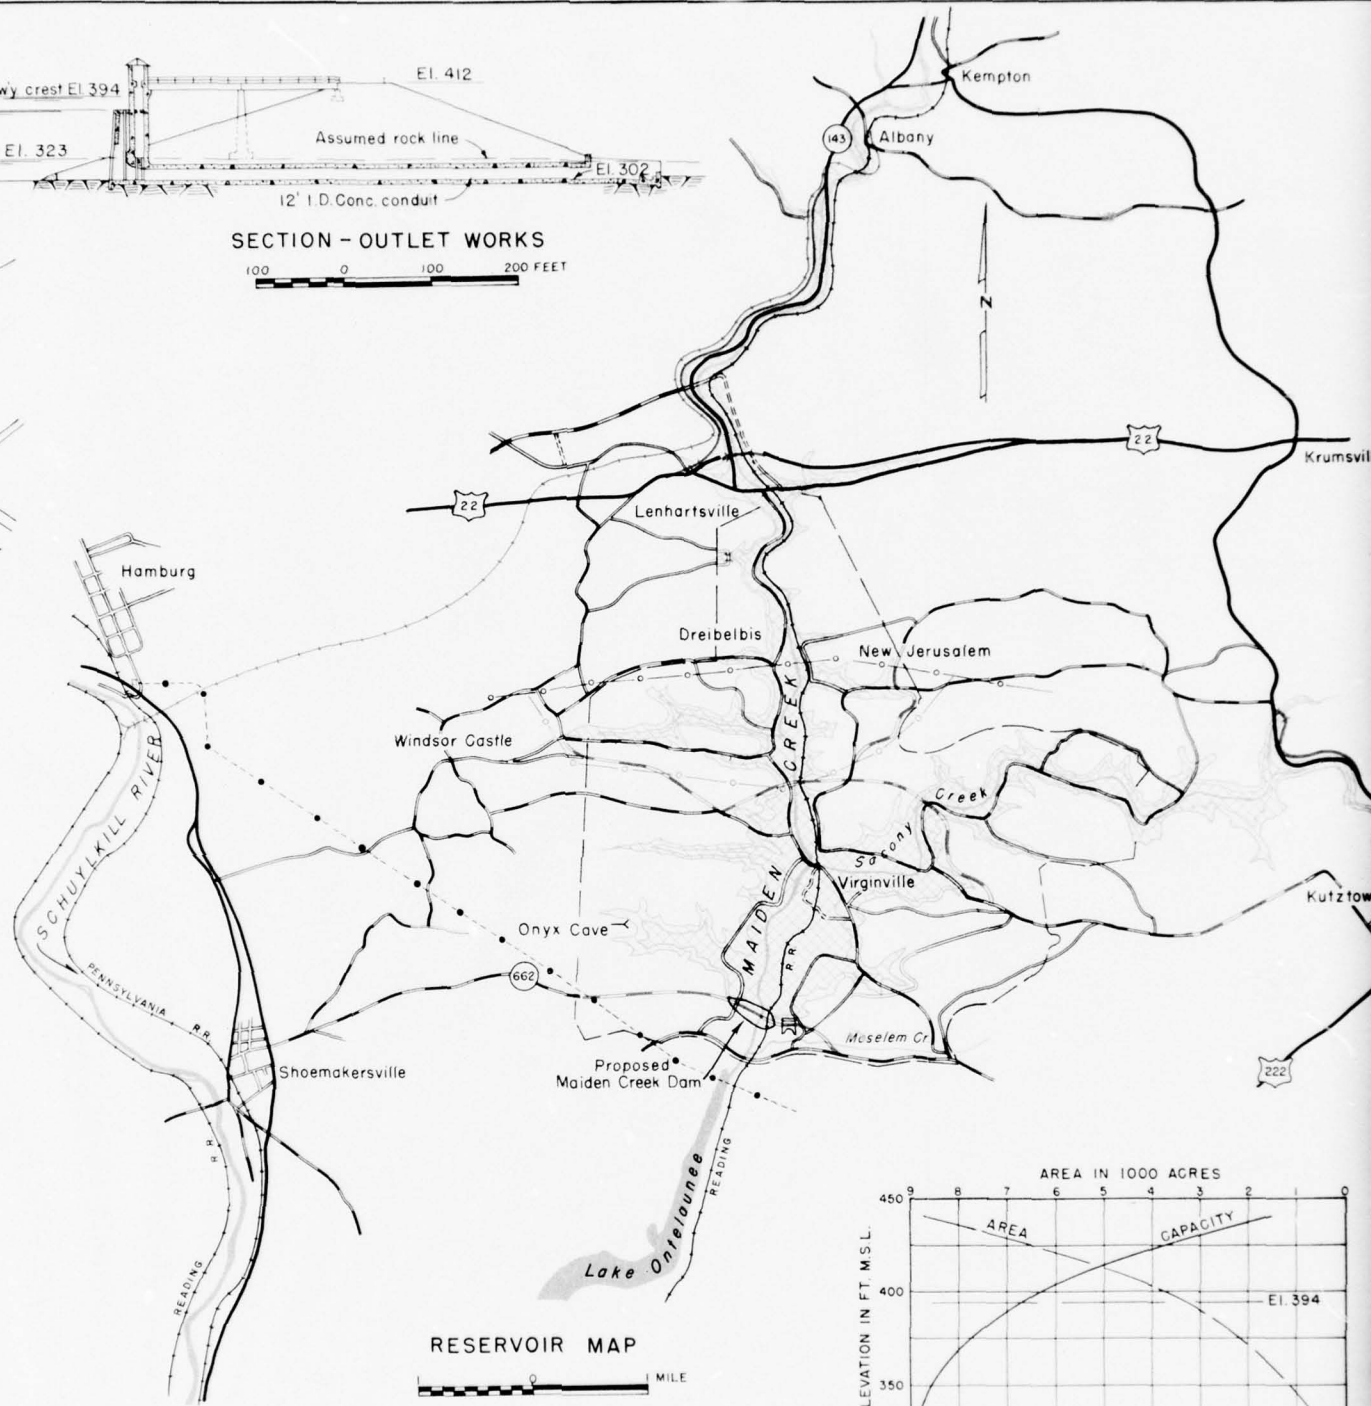 El. 412
wy crest El. 394
El. 323
Assumed rock line
El. 302
12' I.D. Conc. conduit
SECTION - OUTLET WORKS
100 0 100 200 FEET
Kempton
143
Albany
N
22
Krumsvil
22
Lenhartsville
Hamburg
Dreibelbis
New Jerusalem
Windsor Castle
MAIDEN CREEK
Sacony Creek
Virginville
Kutztow
SCHUYLKILL RIVER
Onyx Cave
662
R.R.
PENNSYLVANIA R.R.
Moselem Cr.
Shoemakersville
Proposed
Maiden Creek Dam
222
R.R.
READING
READING
Lake Ontelaunee
RESERVOIR MAP
1 0 1 MILE
AREA IN 1000 ACRES
9 8 7 6 5 4 3 2 1 0
450
AREA
CAPACITY
400
El. 394
350
LEVATION IN FT. M.S.L.